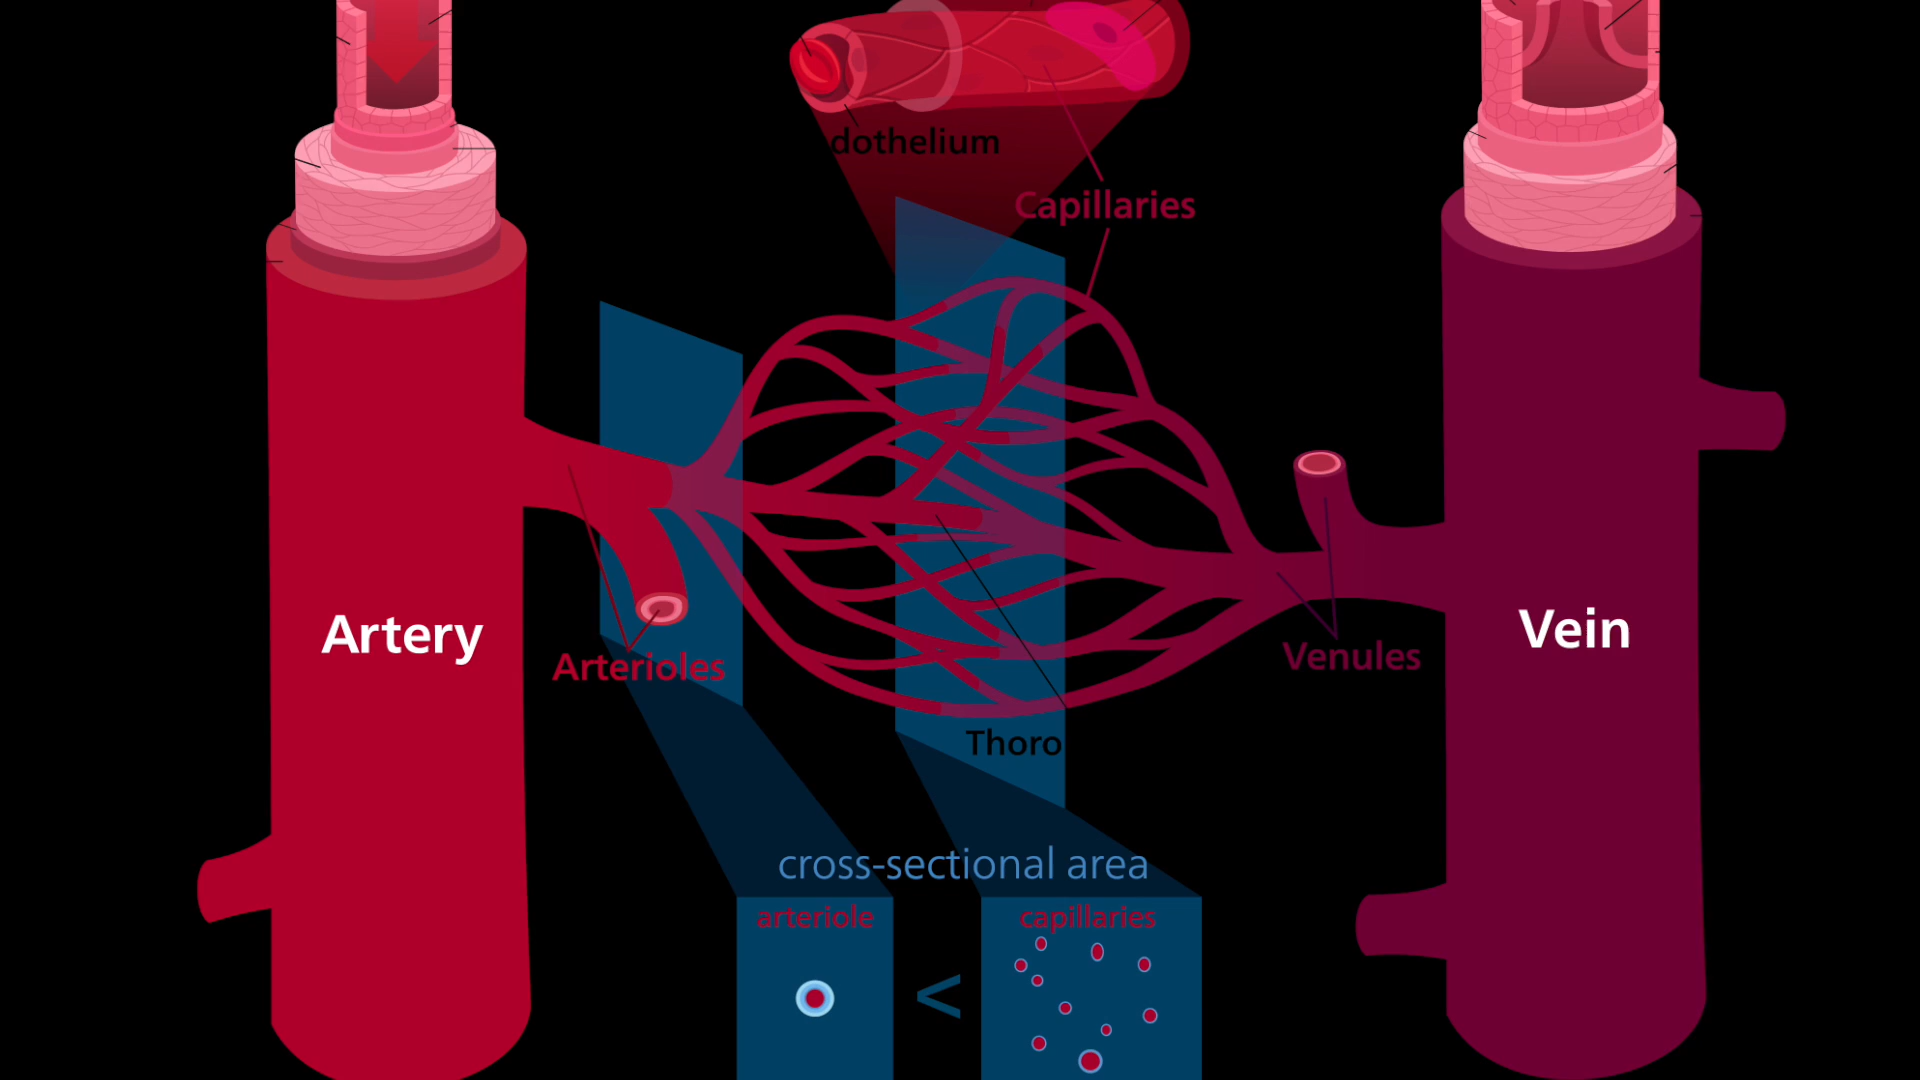 dothelium
Capillaries
Artery
Vein
Arterioles
Venules
Thoro
cross-sectional area
arteriole
capillaries
<